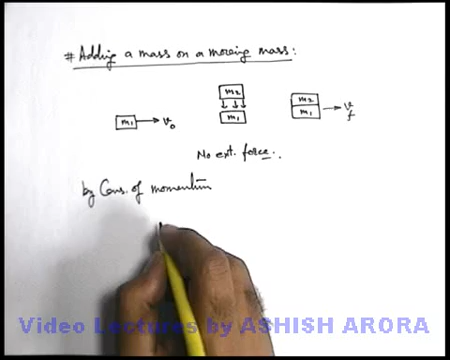 # Adding a mass on a moving mass:
m2
m1 → v0
m1
m2
m1 → vf
No ext. force.
by Cons. of momentum
Video Lectures by ASHISH ARORA